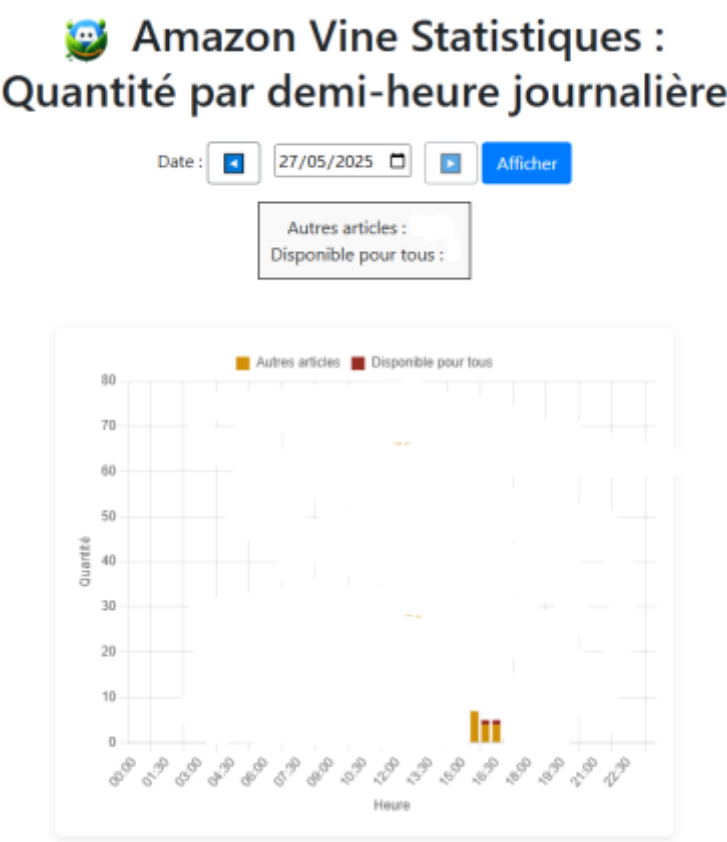 Amazon Vine Statistiques :
Quantité par demi-heure journalière
Date : 27/05/2025 Afficher
Autres articles :
Disponible pour tous :
Autres articles Disponible pour tous
80
70
60
50
40
30
20
10
0
Quantité
00:00 01:30 03:00 04:30 06:00 07:30 09:00 10:30 12:00 13:30 15:00 16:30 18:00 19:30 21:00 22:30
Heure